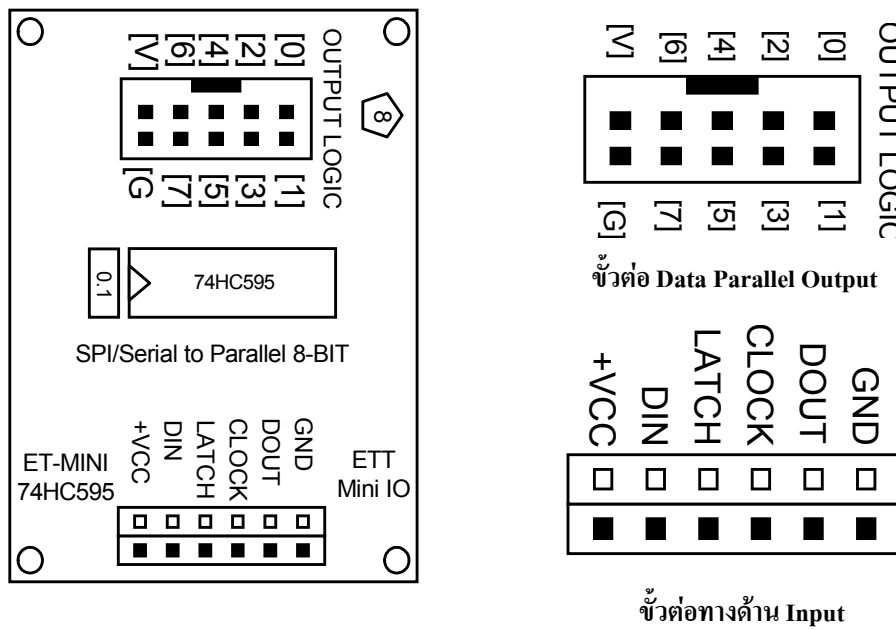 [V] [6] [4] [2] [0]
OUTPUT LOGIC
8
[G [7] [5] [3] [1]
0.1
74HC595
SPI/Serial to Parallel 8-BIT
+VCC
DIN
LATCH
CLOCK
DOUT
GND
ET-MINI
74HC595
ETT
Mini IO
[V] [6] [4] [2] [0]
OUTPUT LOGIC
[G] [7] [5] [3] [1]
ขั้วต่อ Data Parallel Output
+VCC
DIN
LATCH
CLOCK
DOUT
GND
ขั้วต่อทางด้าน Input